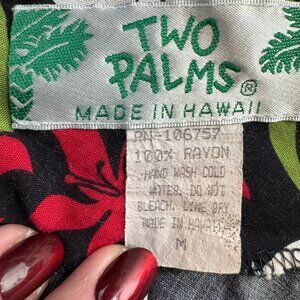 TWO
PALMS
MADE IN HAWAII
RN-106757
100% RAYON
HAND WASH COLD
WATER. DO NOT
BLEACH. LINE DRY
MADE IN HAWAII
M